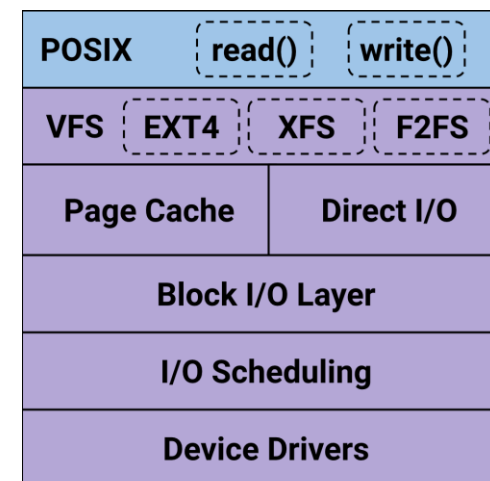 POSIX read() write()
VFS EXT4 XFS F2FS
Page Cache Direct I/O
Block I/O Layer
I/O Scheduling
Device Drivers